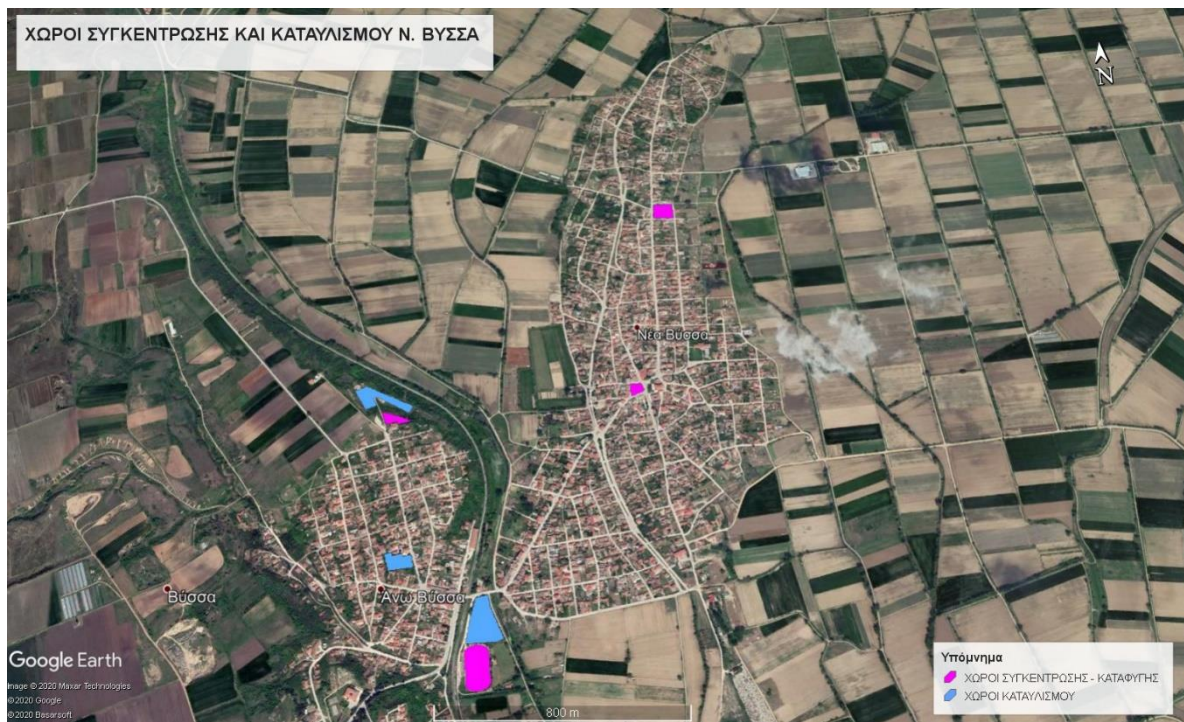 ΧΩΡΟΙ ΣΥΓΚΕΝΤΡΩΣΗΣ ΚΑΙ ΚΑΤΑΥΛΙΣΜΟΥ Ν. ΒΥΣΣΑ
N
Νέα Βύσσα
Βύσσα
Άνω Βύσσα
Google Earth
Image © 2020 Maxar Technologies
©2020 Google
©2020 Basarsoft
800 m
Υπόμνημα
ΧΩΡΟΙ ΣΥΓΚΕΝΤΡΩΣΗΣ - ΚΑΤΑΦΥΓΗΣ
ΧΩΡΟΙ ΚΑΤΑΥΛΙΣΜΟΥ